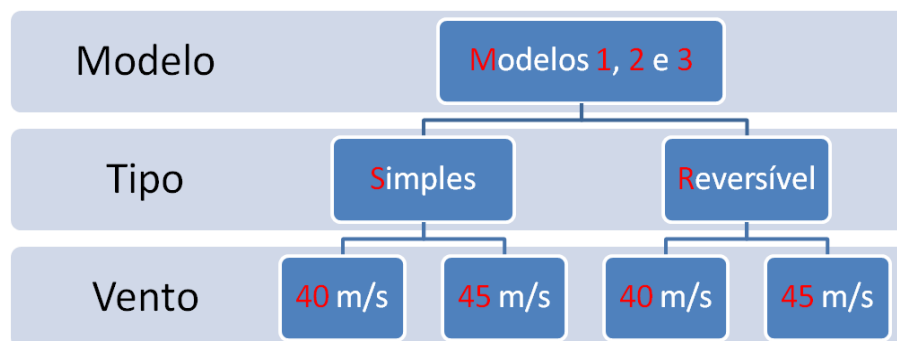 Modelo
Modelos 1, 2 e 3
Tipo
Simples
Reversível
Vento
40 m/s
45 m/s
40 m/s
45 m/s